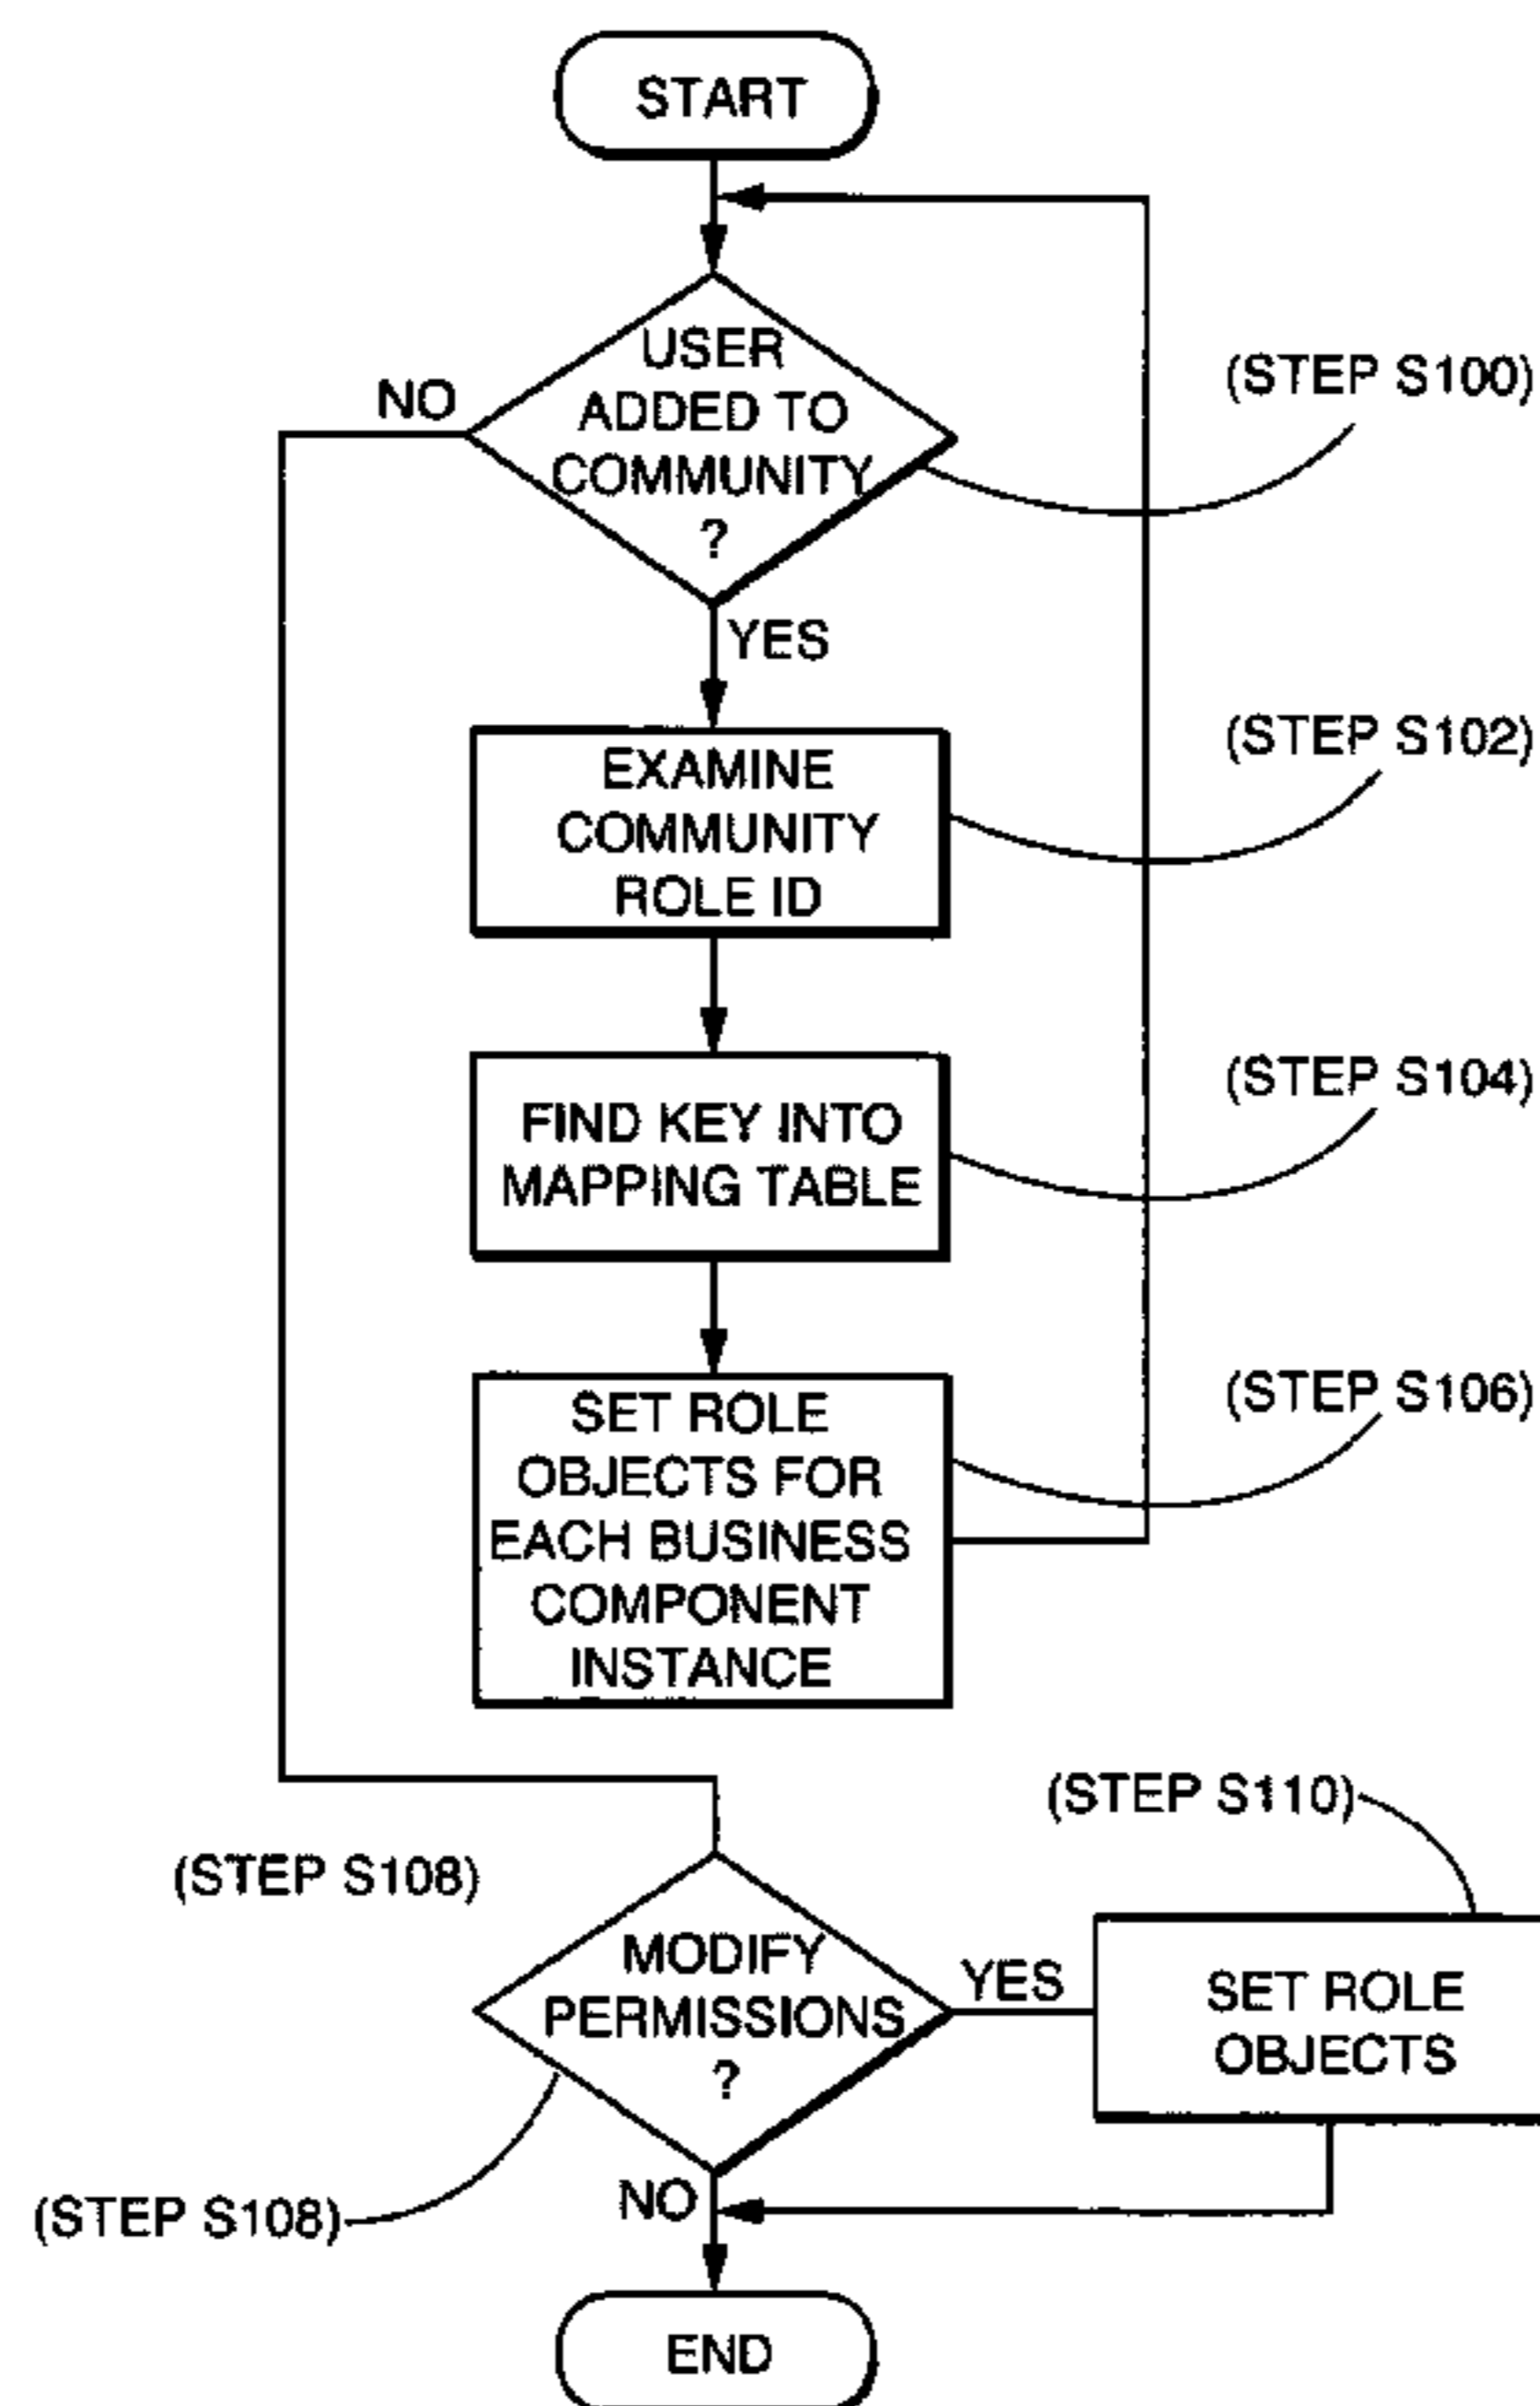 START
USER
ADDED TO
COMMUNITY
?
NO
(STEP S100)
YES
EXAMINE
COMMUNITY
ROLE ID
(STEP S102)
FIND KEY INTO
MAPPING TABLE
(STEP S104)
SET ROLE
OBJECTS FOR
EACH BUSINESS
COMPONENT
INSTANCE
(STEP S106)
(STEP S108)
MODIFY
PERMISSIONS
?
YES
(STEP S110)
SET ROLE
OBJECTS
(STEP S108)
NO
END